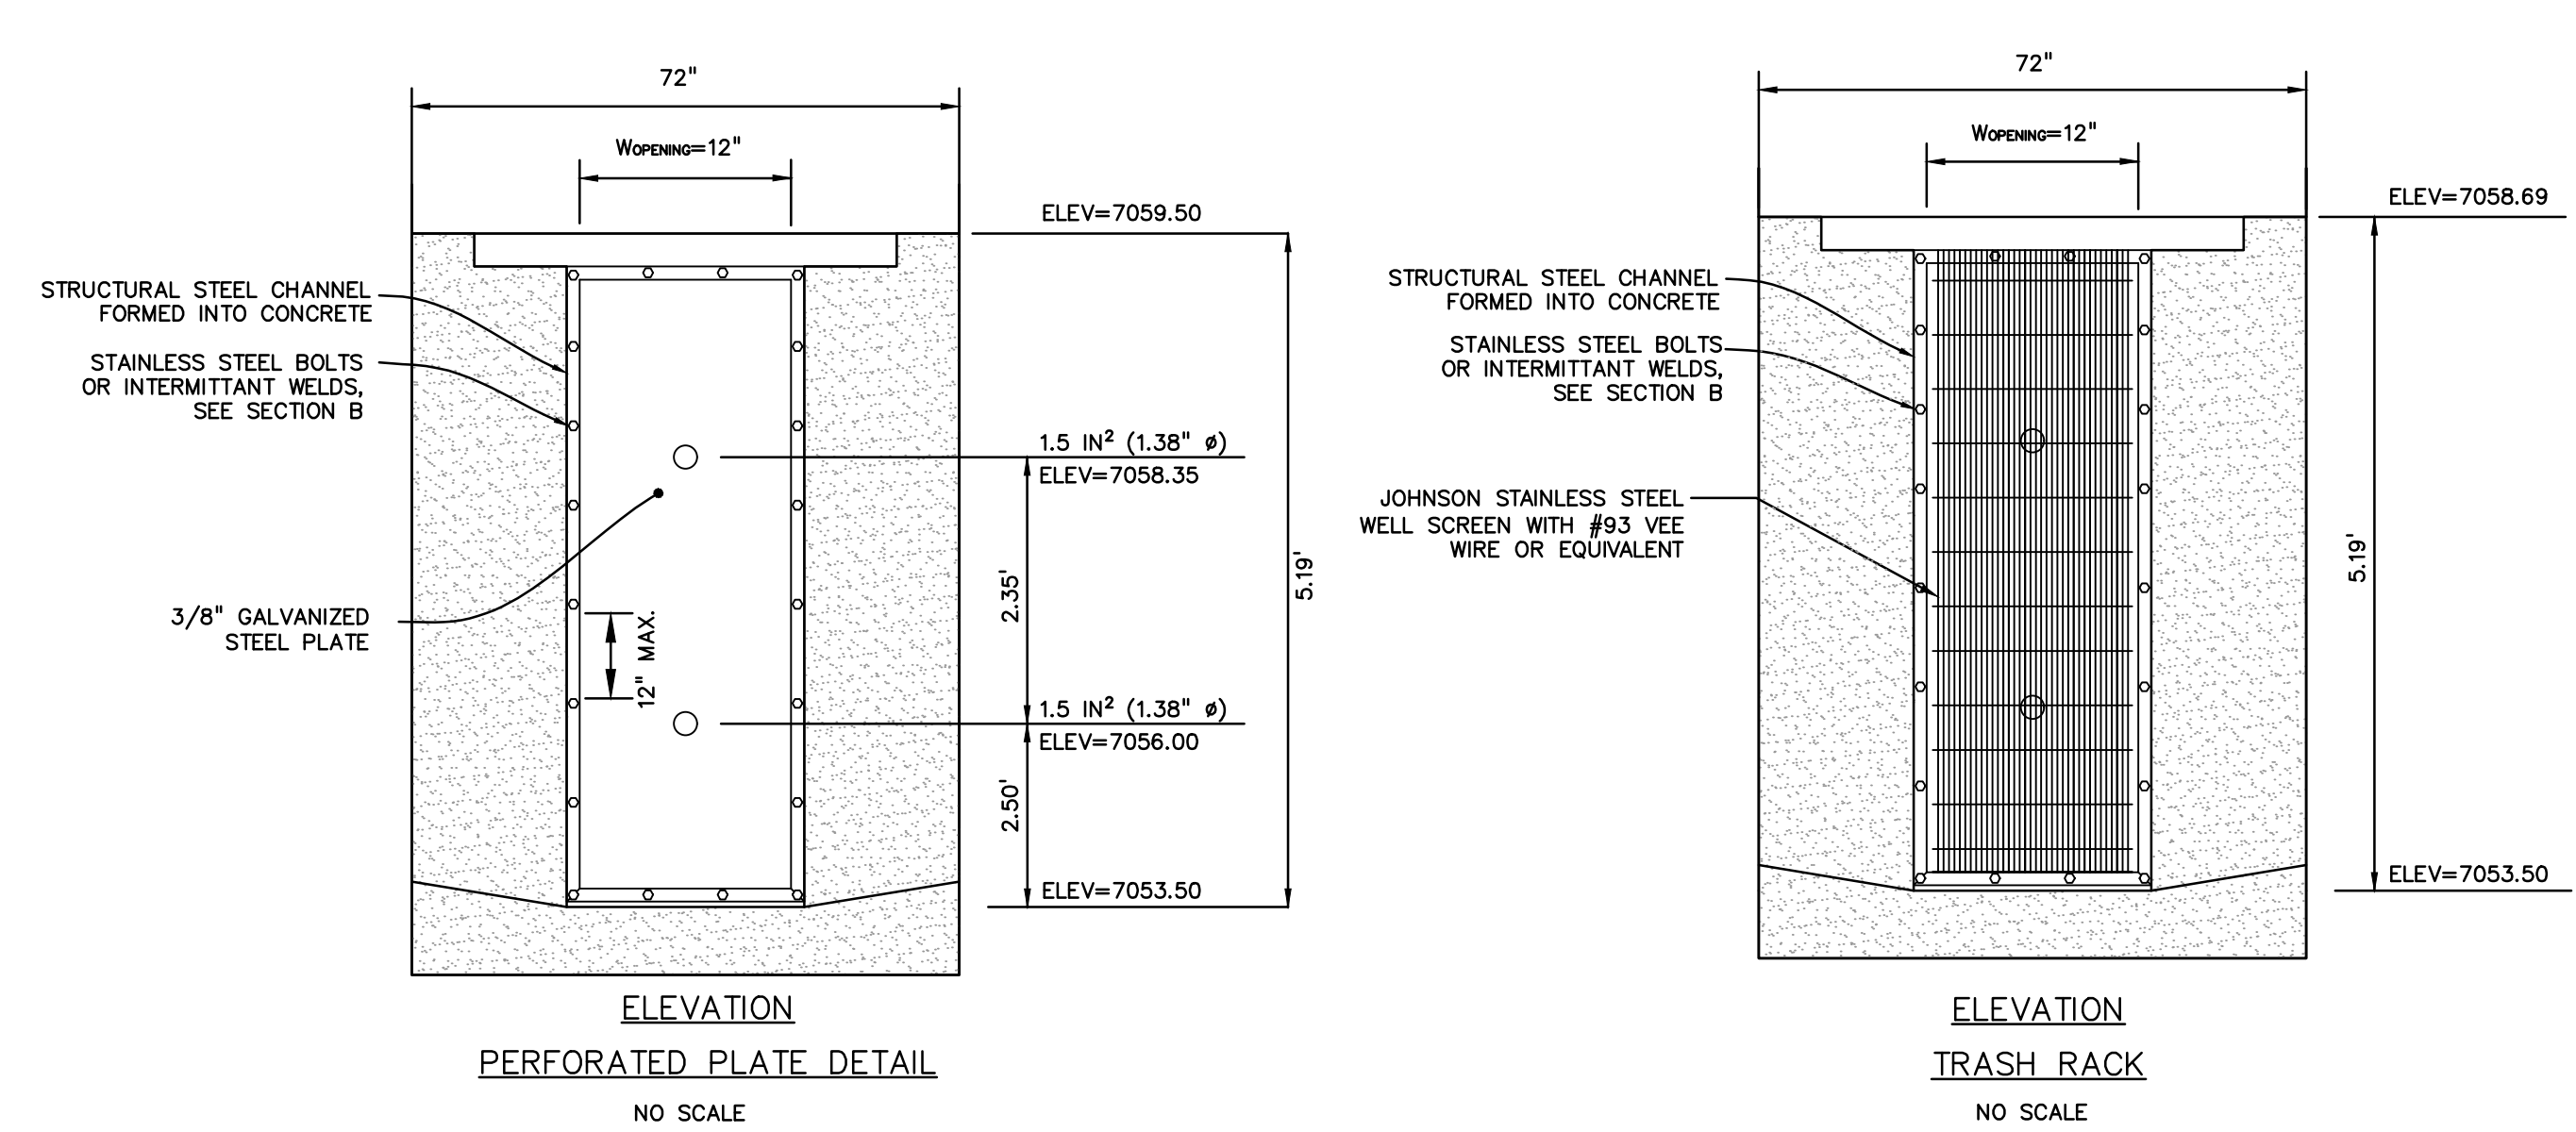 72"
WOPENING=12"
ELEV=7059.50
STRUCTURAL STEEL CHANNEL
FORMED INTO CONCRETE
STAINLESS STEEL BOLTS
OR INTERMITTANT WELDS,
SEE SECTION B
1.5 IN² (1.38" ø)
ELEV=7058.35
3/8" GALVANIZED
STEEL PLATE
12" MAX.
2.35'
5.19'
1.5 IN² (1.38" ø)
ELEV=7056.00
2.50'
ELEV=7053.50
ELEVATION
PERFORATED PLATE DETAIL
NO SCALE
72"
WOPENING=12"
ELEV=7058.69
STRUCTURAL STEEL CHANNEL
FORMED INTO CONCRETE
STAINLESS STEEL BOLTS
OR INTERMITTANT WELDS,
SEE SECTION B
JOHNSON STAINLESS STEEL
WELL SCREEN WITH #93 VEE
WIRE OR EQUIVALENT
5.19'
ELEV=7053.50
ELEVATION
TRASH RACK
NO SCALE